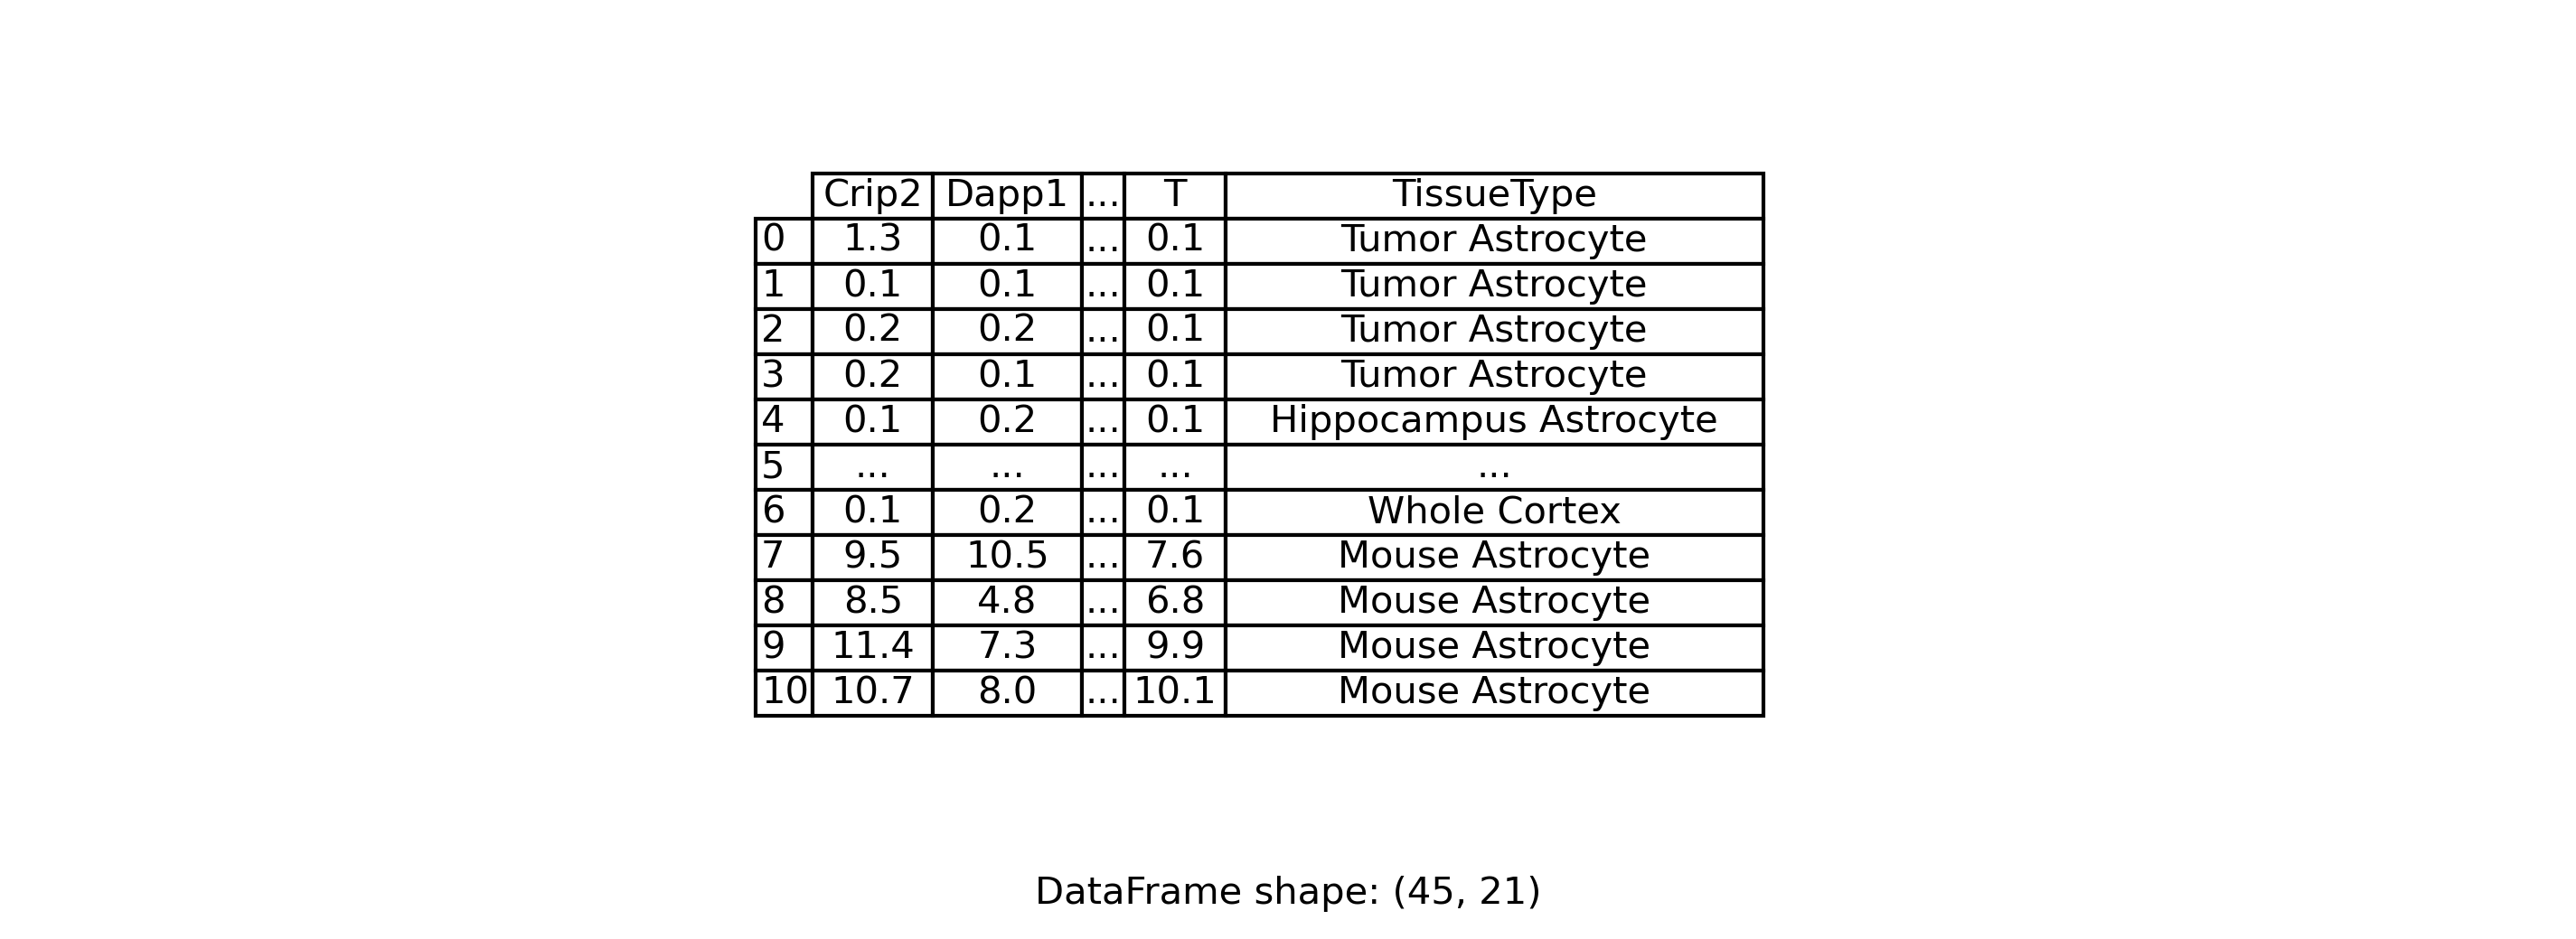 Crip2 Dapp1 ... T TissueType
0 1.3 0.1 ... 0.1 Tumor Astrocyte
1 0.1 0.1 ... 0.1 Tumor Astrocyte
2 0.2 0.2 ... 0.1 Tumor Astrocyte
3 0.2 0.1 ... 0.1 Tumor Astrocyte
4 0.1 0.2 ... 0.1 Hippocampus Astrocyte
5 ... ... ... ... ...
6 0.1 0.2 ... 0.1 Whole Cortex
7 9.5 10.5 ... 7.6 Mouse Astrocyte
8 8.5 4.8 ... 6.8 Mouse Astrocyte
9 11.4 7.3 ... 9.9 Mouse Astrocyte
10 10.7 8.0 ... 10.1 Mouse Astrocyte
DataFrame shape: (45, 21)